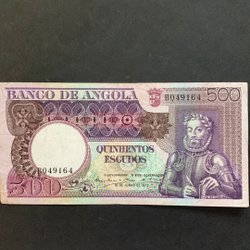 BANCO DE ANGOLA
500
B049164
B049164
QUINHENTOS
ESCUDOS
500